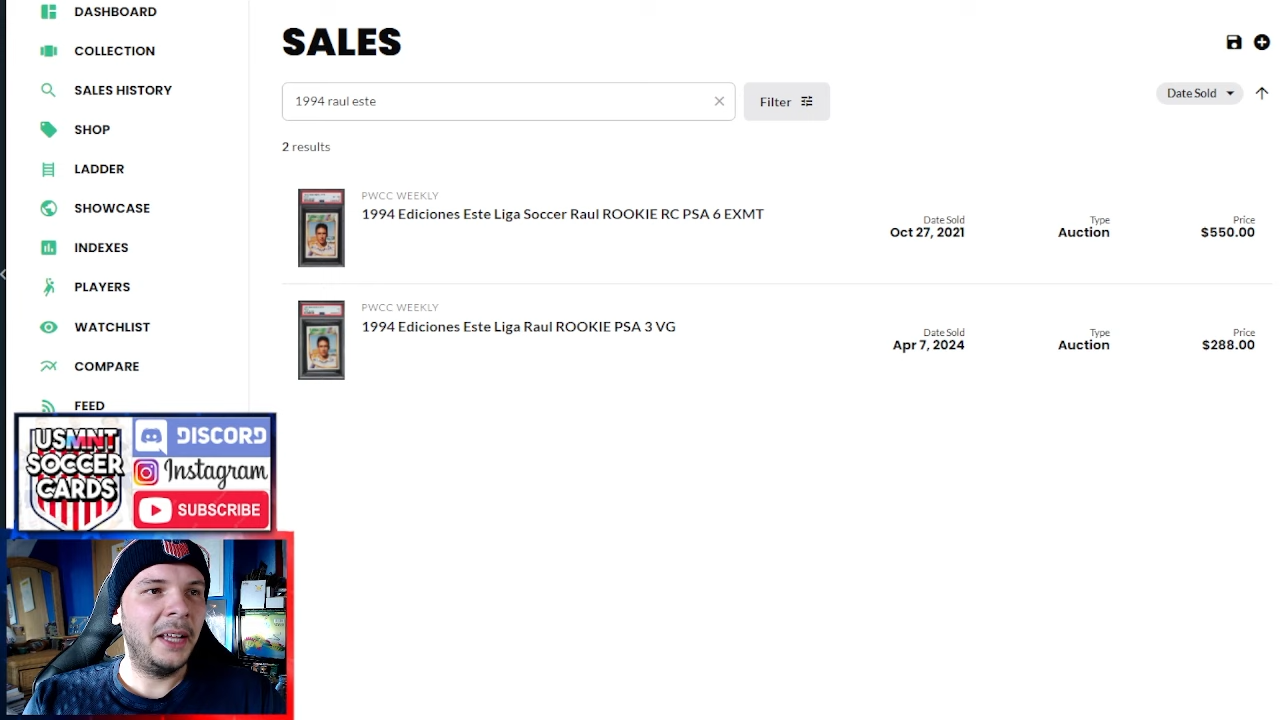 DASHBOARD
COLLECTION
SALES HISTORY
SHOP
LADDER
SHOWCASE
INDEXES
PLAYERS
WATCHLIST
COMPARE
FEED
SALES
1994 raul este
Filter
Date Sold
2 results
PWCC WEEKLY
1994 Ediciones Este Liga Soccer Raul ROOKIE RC PSA 6 EXMT
Date Sold
Oct 27, 2021
Type
Auction
Price
$550.00
PWCC WEEKLY
1994 Ediciones Este Liga Raul ROOKIE PSA 3 VG
Date Sold
Apr 7, 2024
Type
Auction
Price
$288.00
USMNT
SOCCER
CARDS
DISCORD
Instagram
SUBSCRIBE